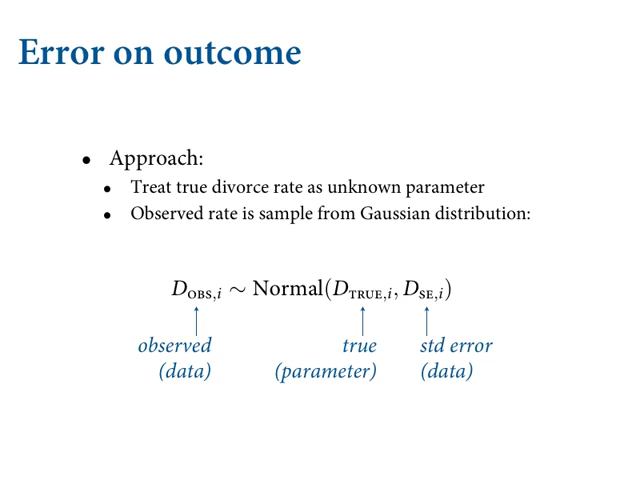 Error on outcome
• Approach:
• Treat true divorce rate as unknown parameter
• Observed rate is sample from Gaussian distribution:
D_OBS,i ∼ Normal(D_TRUE,i, D_SE,i)
observed true std error
(data) (parameter) (data)